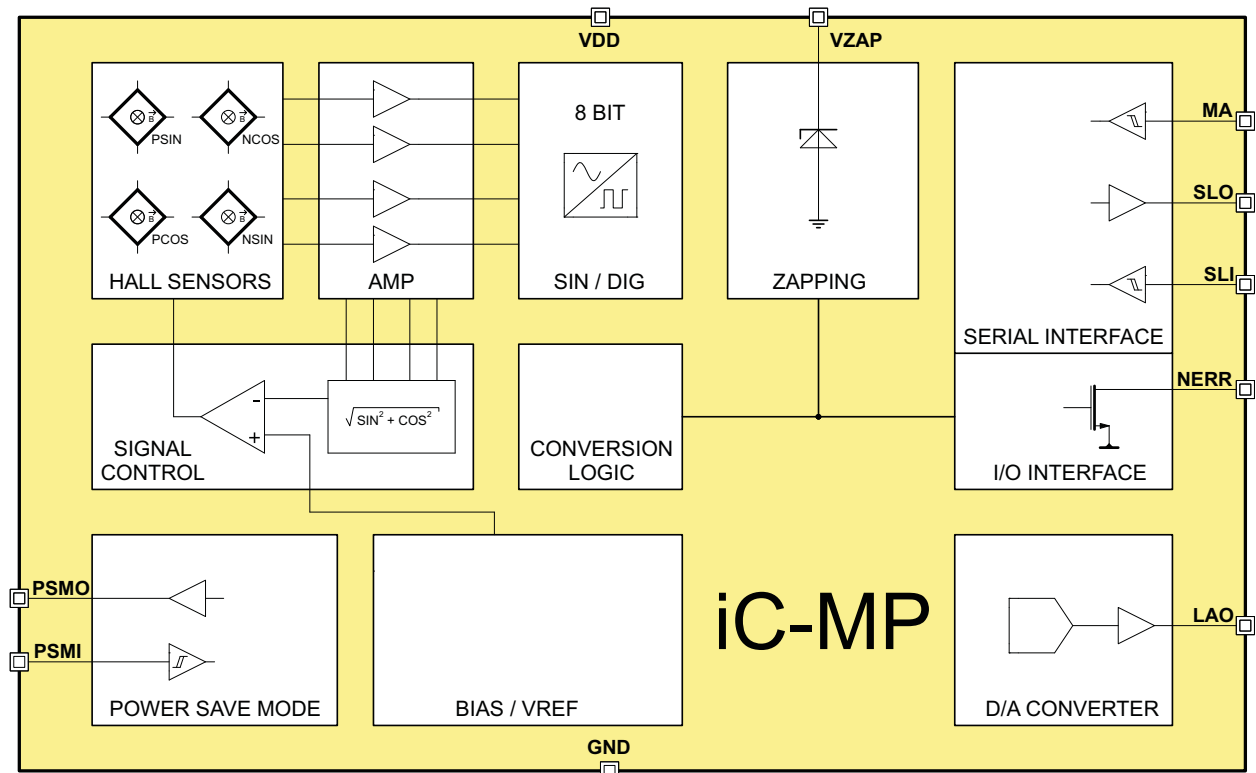 VDD
VZAP
PSIN
NCOS
PCOS
NSIN
HALL SENSORS
AMP
8 BIT
SIN / DIG
ZAPPING
MA
SLO
SLI
SERIAL INTERFACE
NERR
I/O INTERFACE
√SIN² + COS²
-
+
SIGNAL
CONTROL
CONVERSION
LOGIC
PSMO
PSMI
POWER SAVE MODE
BIAS / VREF
iC-MP
LAO
D/A CONVERTER
GND
B
B
B
B